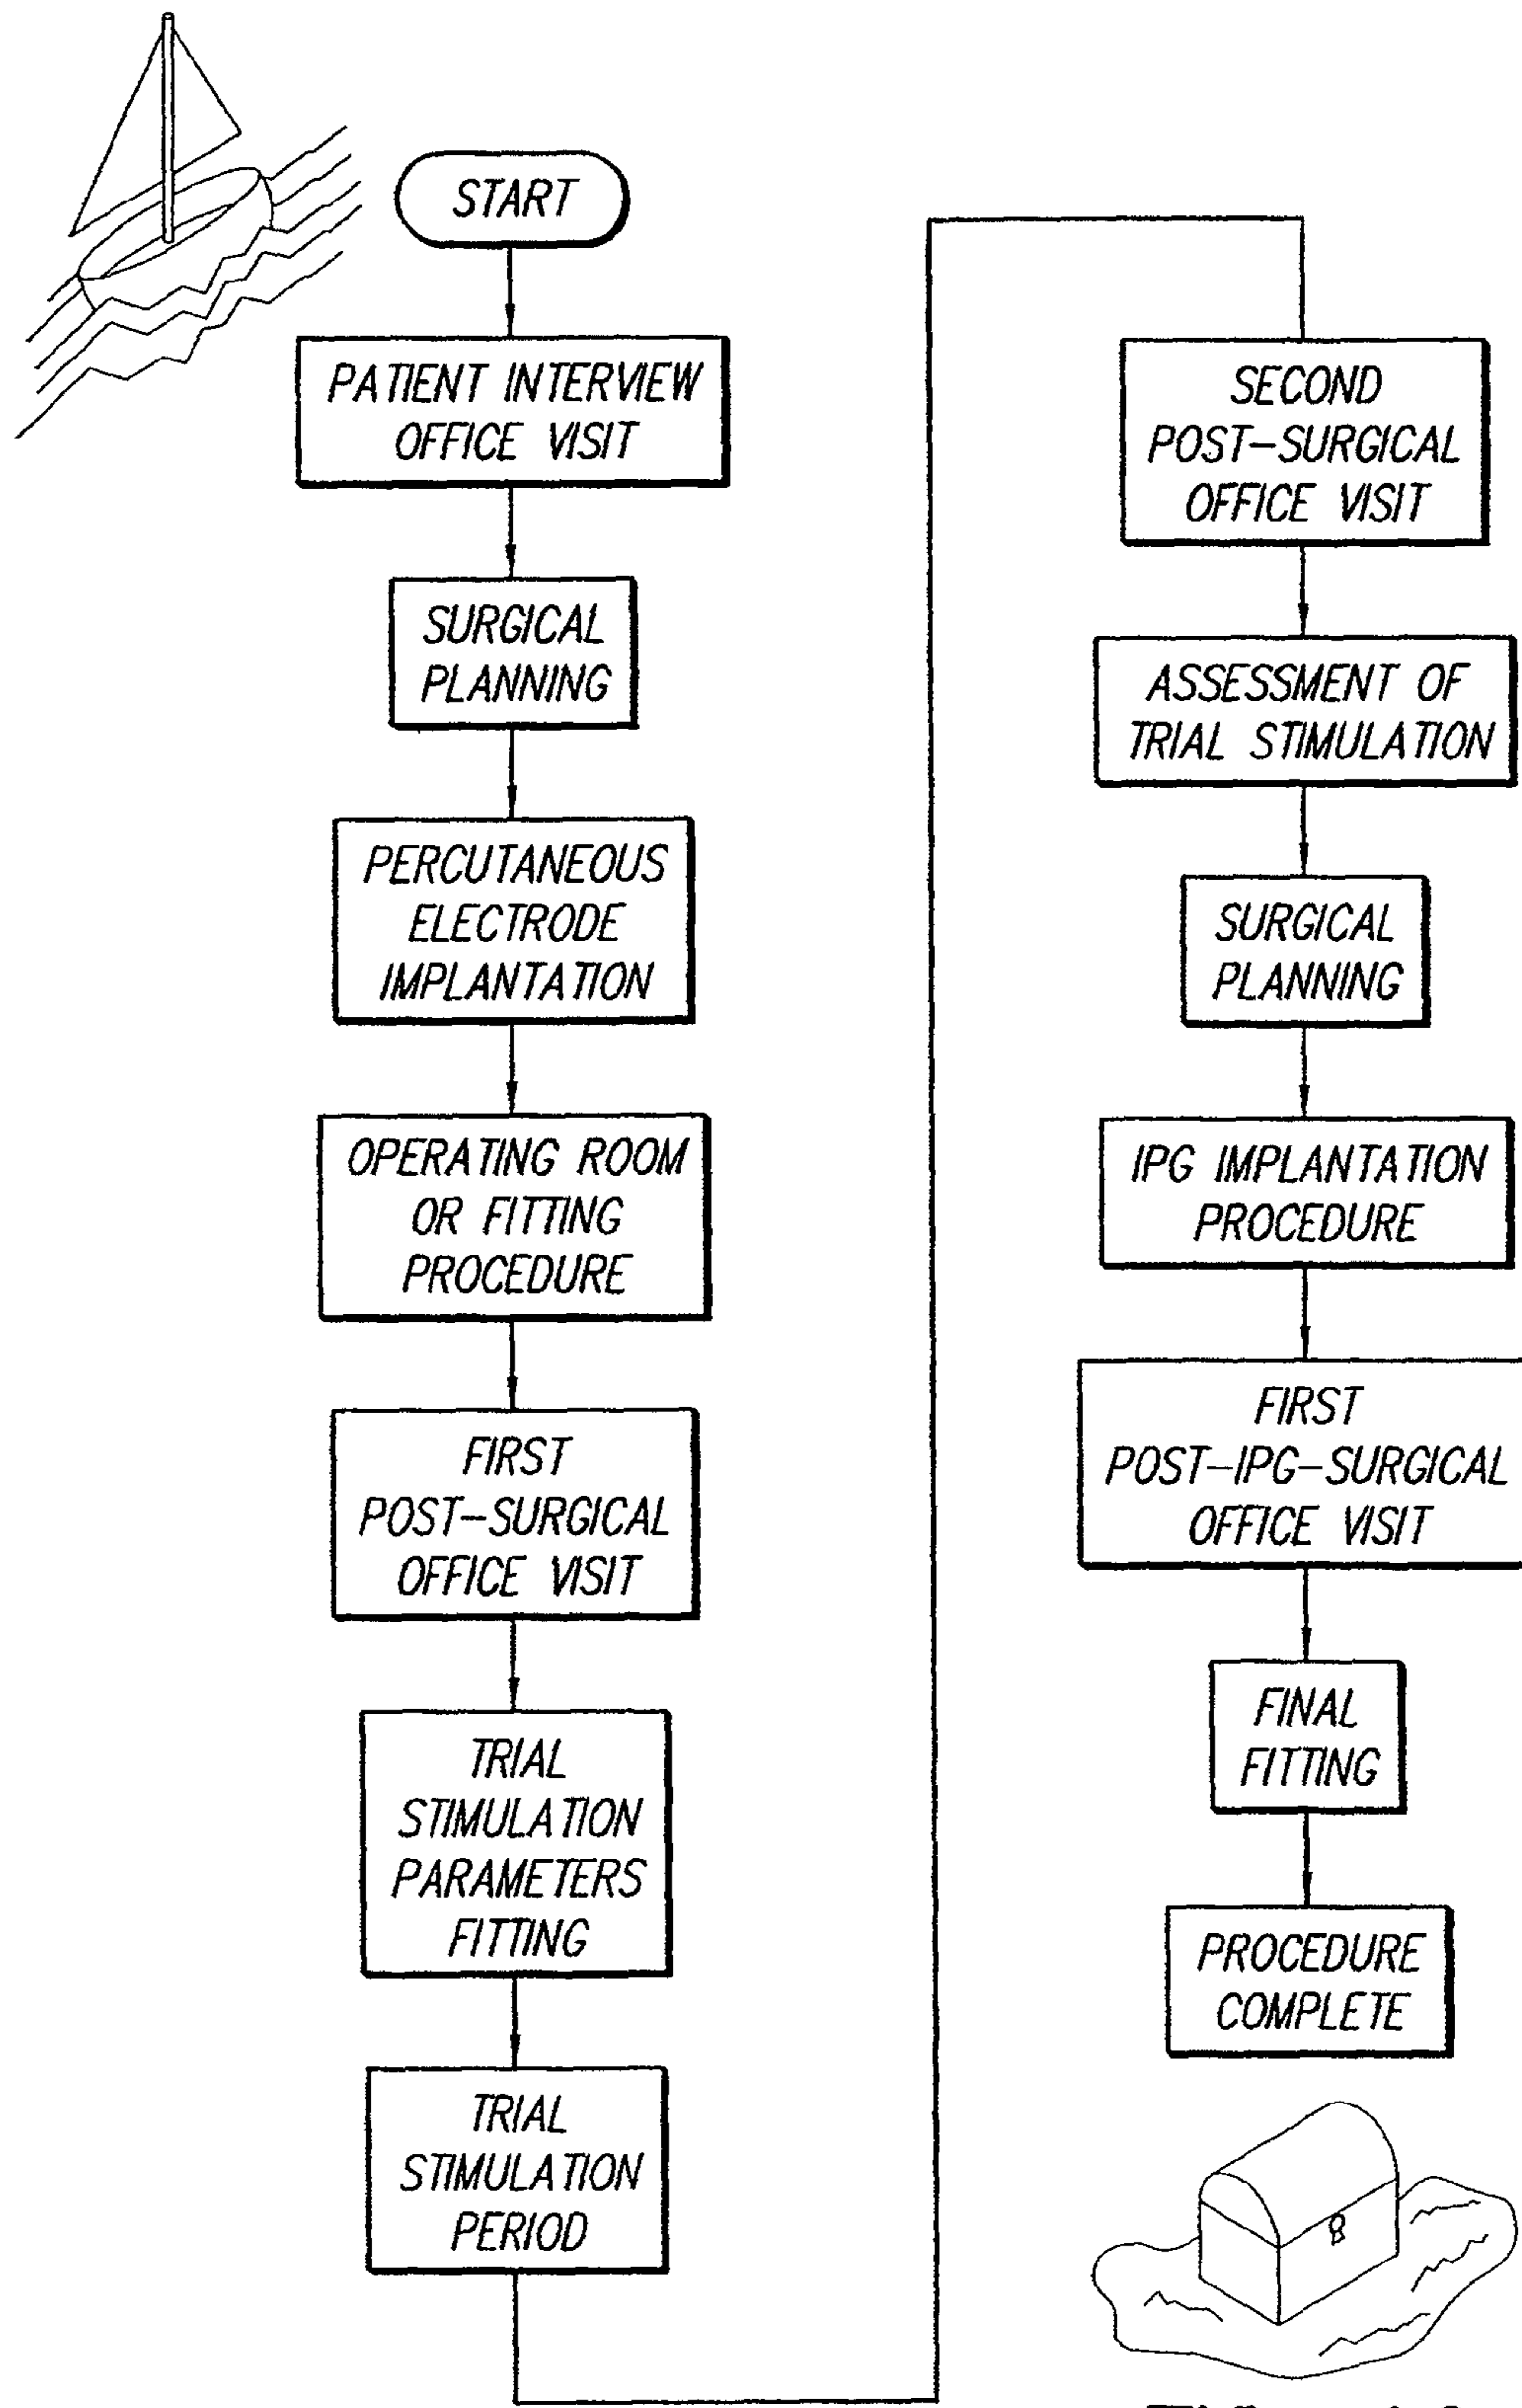 START
PATIENT INTERVIEW
OFFICE VISIT
SURGICAL
PLANNING
PERCUTANEOUS
ELECTRODE
IMPLANTATION
OPERATING ROOM
OR FITTING
PROCEDURE
FIRST
POST-SURGICAL
OFFICE VISIT
TRIAL
STIMULATION
PARAMETERS
FITTING
TRIAL
STIMULATION
PERIOD
SECOND
POST-SURGICAL
OFFICE VISIT
ASSESSMENT OF
TRIAL STIMULATION
SURGICAL
PLANNING
IPG IMPLANTATION
PROCEDURE
FIRST
POST-IPG-SURGICAL
OFFICE VISIT
FINAL
FITTING
PROCEDURE
COMPLETE